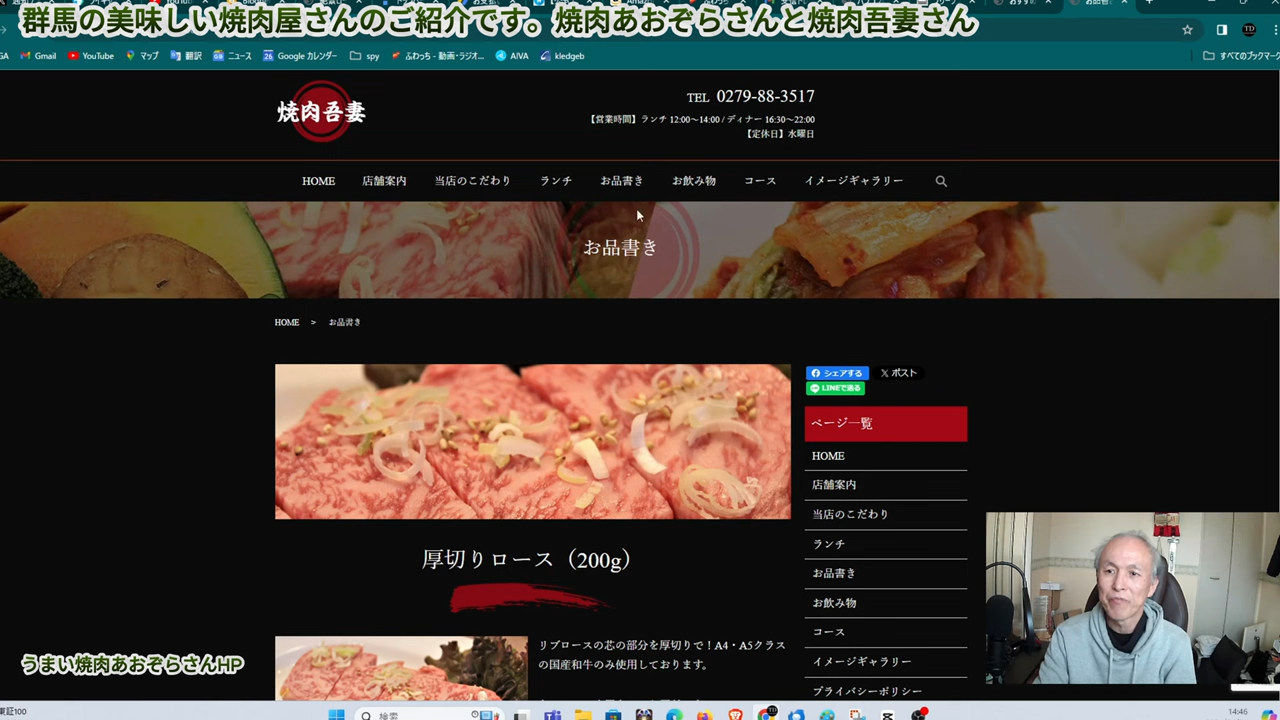 群馬の美味しい焼肉屋さんのご紹介です。焼肉あおぞらさんと焼肉吾妻さん
GA Gmail YouTube マップ 翻訳 ニュース Google カレンダー spy ふわっち - 動画・ラジオ... AIVA kledgeb すべてのブックマーク
焼肉吾妻
TEL 0279-88-3517
【営業時間】ランチ 12:00～14:00 / ディナー 16:30～22:00
【定休日】水曜日
HOME 店舗案内 当店のこだわり ランチ お品書き お飲み物 コース イメージギャラリー
お品書き
HOME > お品書き
シェアする ポスト
LINEで送る
ページ一覧
HOME
店舗案内
当店のこだわり
ランチ
お品書き
お飲み物
コース
イメージギャラリー
プライバシーポリシー
厚切りロース（200g）
リブロースの芯の部分を厚切りで！A4・A5クラス
の国産和牛のみ使用しております。
うまい焼肉あおぞらさんHP
東証100
検索
14:46